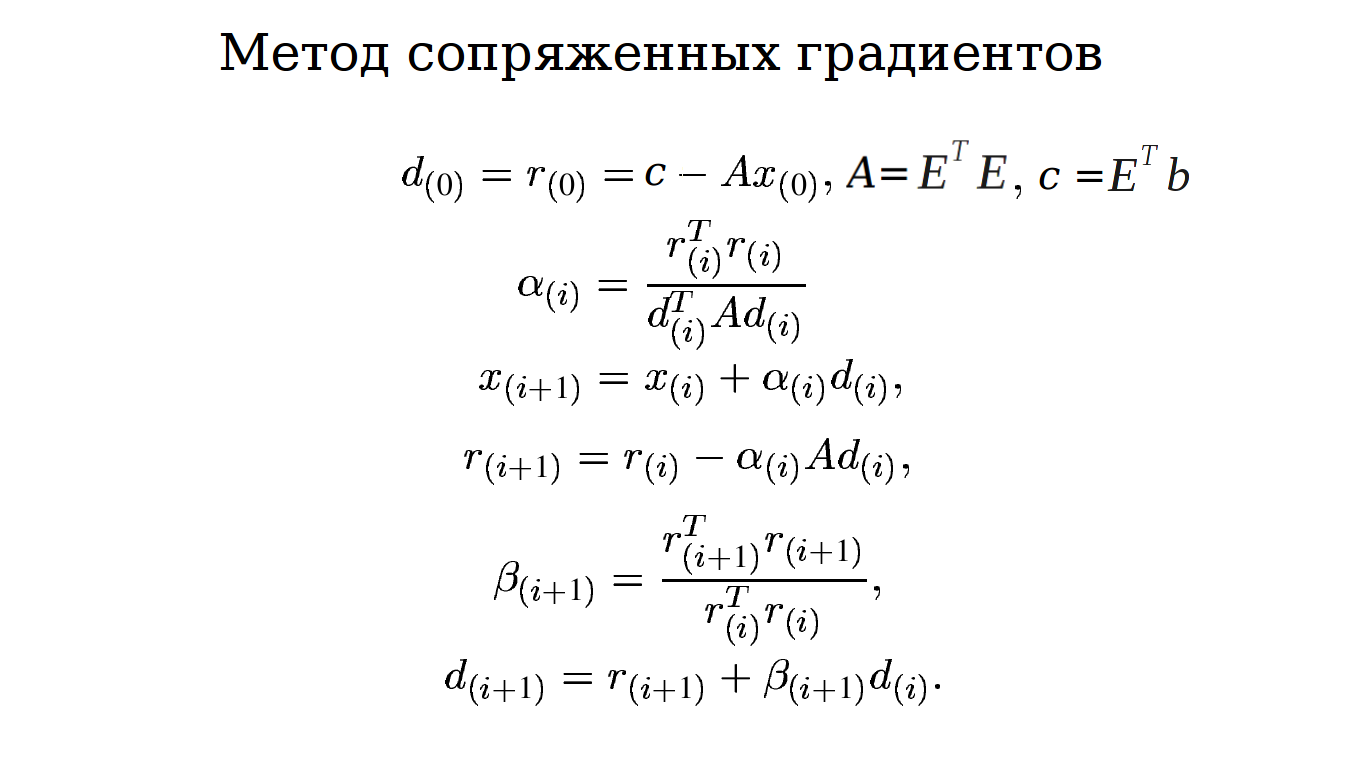 Метод сопряженных градиентов
d_{(0)} = r_{(0)} = c − Ax_{(0)}, A = E^T E, c = E^T b
α_{(i)} = \frac{r_{(i)}^T r_{(i)}}{d_{(i)}^T A d_{(i)}}
x_{(i+1)} = x_{(i)} + α_{(i)} d_{(i)},
r_{(i+1)} = r_{(i)} − α_{(i)} A d_{(i)},
β_{(i+1)} = \frac{r_{(i+1)}^T r_{(i+1)}}{r_{(i)}^T r_{(i)}},
d_{(i+1)} = r_{(i+1)} + β_{(i+1)} d_{(i)}.